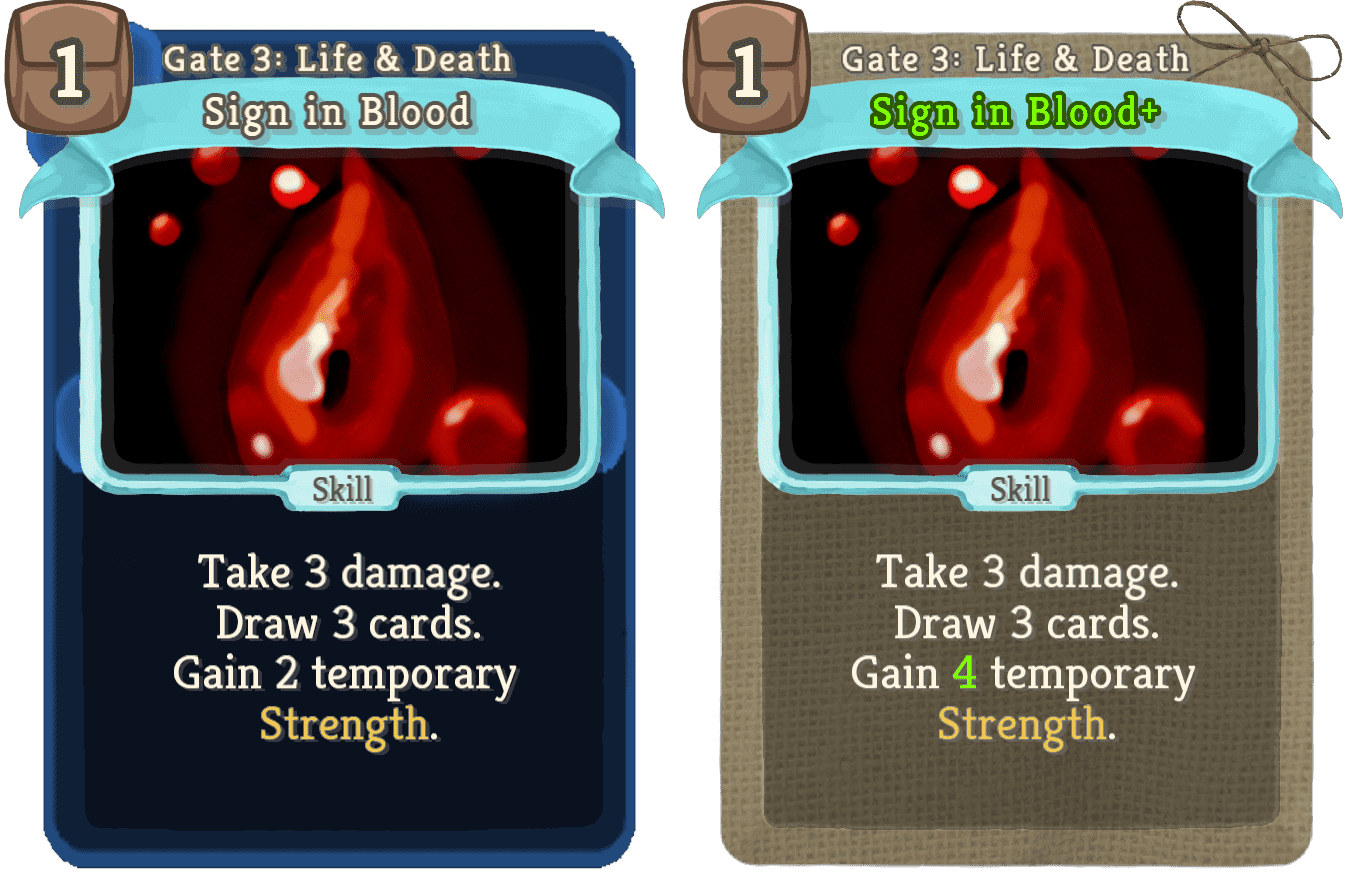 1
Gate 3: Life & Death
Sign in Blood
Skill
Take 3 damage.
Draw 3 cards.
Gain 2 temporary
Strength.
1
Gate 3: Life & Death
Sign in Blood+
Skill
Take 3 damage.
Draw 3 cards.
Gain 4 temporary
Strength.